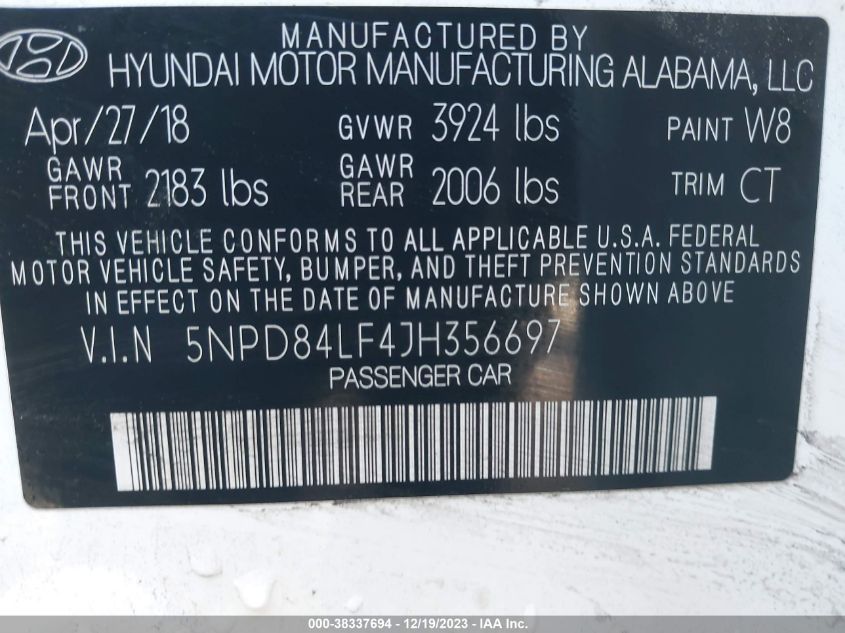 MANUFACTURED BY
HYUNDAI MOTOR MANUFACTURING ALABAMA, LLC
Apr/27/18 GVWR 3924 lbs PAINT W8
GAWR FRONT 2183 lbs GAWR REAR 2006 lbs TRIM CT
THIS VEHICLE CONFORMS TO ALL APPLICABLE U.S.A. FEDERAL
MOTOR VEHICLE SAFETY, BUMPER, AND THEFT PREVENTION STANDARDS
IN EFFECT ON THE DATE OF MANUFACTURE SHOWN ABOVE
V.I.N 5NPD84LF4JH356697
PASSENGER CAR
000-38337694 - 12/19/2023 - IAA Inc.